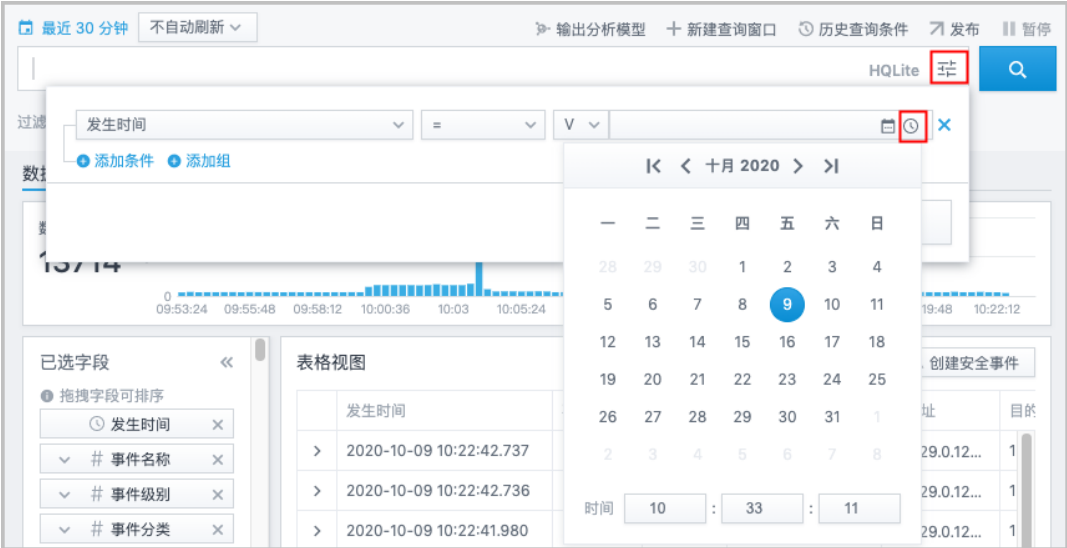 最近 30 分钟 不自动刷新 输出分析模型 新建查询窗口 历史查询条件 发布 暂停
HQLite
过滤
发生时间 = V
添加条件 添加组
十月 2020
一 二 三 四 五 六 日
28 29 30 1 2 3 4
5 6 7 8 9 10 11
12 13 14 15 16 17 18
19 20 21 22 23 24 25
26 27 28 29 30 31 1
2 3 4 5 6 7 8
时间 10 : 33 : 11
13714
0
09:53:24 09:55:48 09:58:12 10:00:36 10:03 10:05:24 19:48 10:22:12
已选字段
拖拽字段可排序
发生时间
# 事件名称
# 事件级别
# 事件分类
表格视图 创建安全事件
发生时间 址 目的
2020-10-09 10:22:42.737 29.0.12... 1
2020-10-09 10:22:42.736 29.0.12... 1
2020-10-09 10:22:41.980 29.0.12... 1